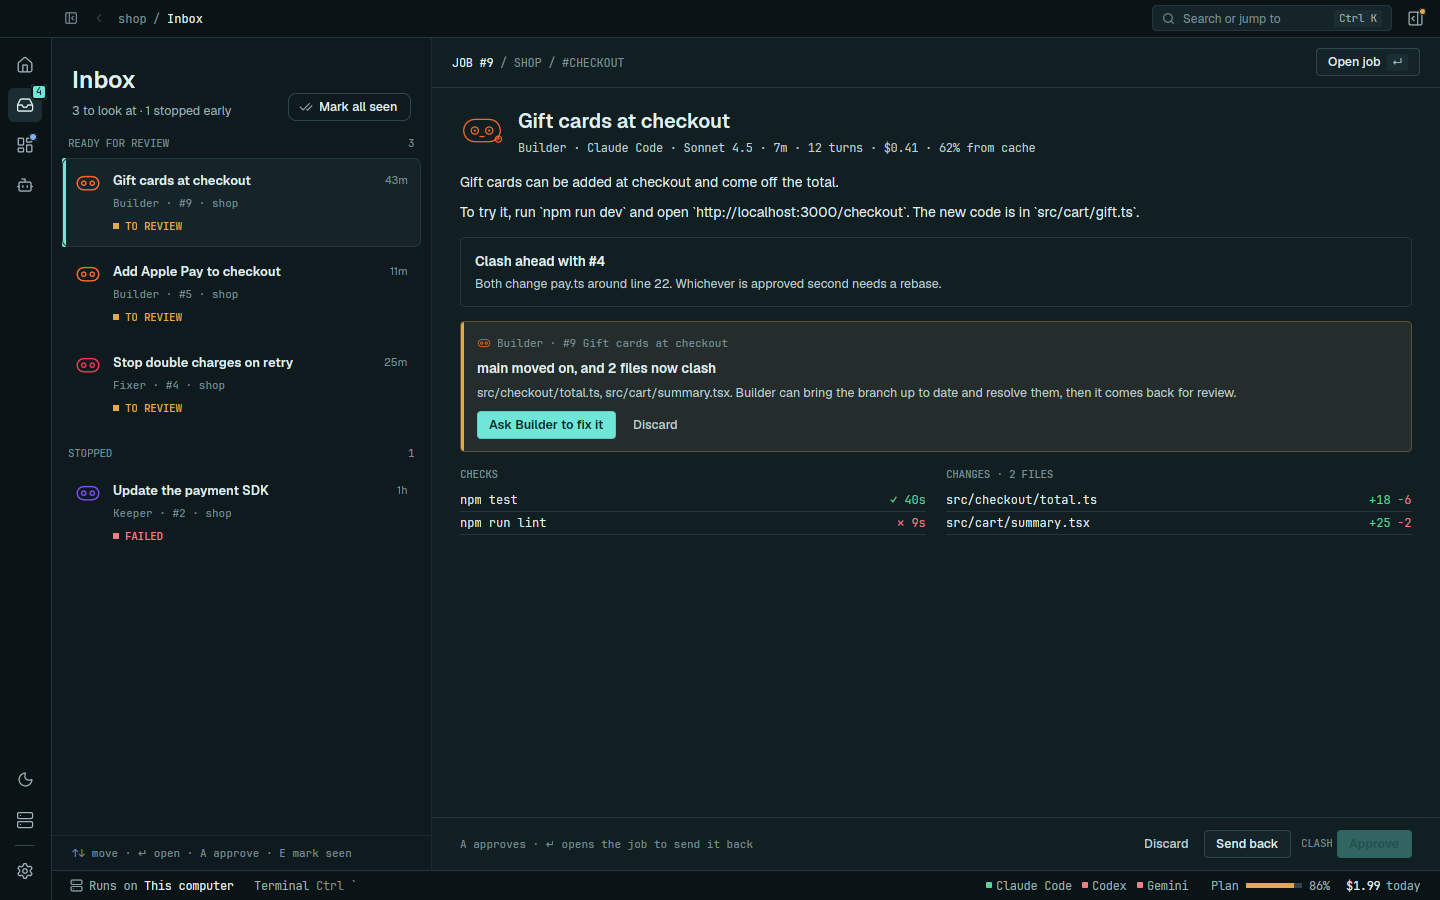 shop / Inbox
Search or jump to
Ctrl K
4
Inbox
3 to look at · 1 stopped early
Mark all seen
READY FOR REVIEW 3
Gift cards at checkout 43m
Builder · #9 · shop
TO REVIEW
Add Apple Pay to checkout 11m
Builder · #5 · shop
TO REVIEW
Stop double charges on retry 25m
Fixer · #4 · shop
TO REVIEW
STOPPED 1
Update the payment SDK 1h
Keeper · #2 · shop
FAILED
↑↓ move · ↵ open · A approve · E mark seen
JOB #9 / SHOP / #CHECKOUT
Open job ↵
Gift cards at checkout
Builder · Claude Code · Sonnet 4.5 · 7m · 12 turns · $0.41 · 62% from cache
Gift cards can be added at checkout and come off the total.
To try it, run `npm run dev` and open `http://localhost:3000/checkout`. The new code is in `src/cart/gift.ts`.
Clash ahead with #4
Both change pay.ts around line 22. Whichever is approved second needs a rebase.
Builder · #9 Gift cards at checkout
main moved on, and 2 files now clash
src/checkout/total.ts, src/cart/summary.tsx. Builder can bring the branch up to date and resolve them, then it comes back for review.
Ask Builder to fix it
Discard
CHECKS
npm test ✓ 40s
npm run lint × 9s
CHANGES · 2 FILES
src/checkout/total.ts +18 -6
src/cart/summary.tsx +25 -2
A approves · ↵ opens the job to send it back
Discard
Send back
CLASH
Approve
Runs on This computer
Terminal Ctrl `
Claude Code
Codex
Gemini
Plan 86%
$1.99 today